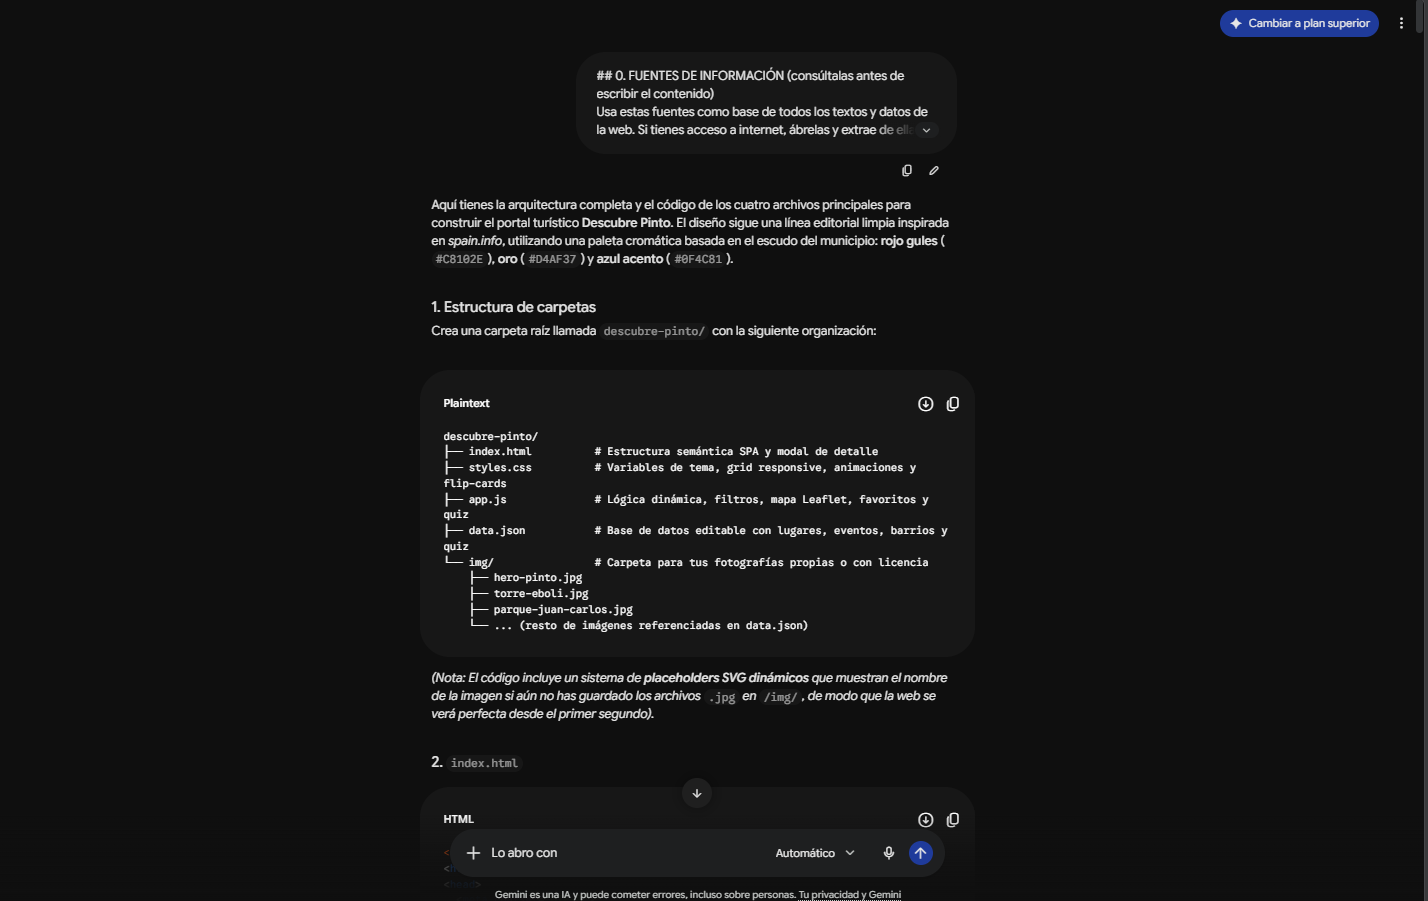 Cambiar a plan superior
## 0. FUENTES DE INFORMACIÓN (consúltalas antes de
escribir el contenido)
Usa estas fuentes como base de todos los textos y datos de
la web. Si tienes acceso a internet, ábrelas y extrae de ella
Aquí tienes la arquitectura completa y el código de los cuatro archivos principales para
construir el portal turístico Descubre Pinto. El diseño sigue una línea editorial limpia inspirada
en spain.info, utilizando una paleta cromática basada en el escudo del municipio: rojo gules (
#C8102E ), oro ( #D4AF37 ) y azul acento ( #0F4C81 ).
1. Estructura de carpetas
Crea una carpeta raíz llamada descubre-pinto/ con la siguiente organización:
Plaintext
descubre-pinto/
├── index.html # Estructura semántica SPA y modal de detalle
├── styles.css # Variables de tema, grid responsive, animaciones y
flip-cards
├── app.js # Lógica dinámica, filtros, mapa Leaflet, favoritos y
quiz
├── data.json # Base de datos editable con lugares, eventos, barrios y
quiz
└── img/ # Carpeta para tus fotografías propias o con licencia
├── hero-pinto.jpg
├── torre-eboli.jpg
├── parque-juan-carlos.jpg
└── ... (resto de imágenes referenciadas en data.json)
(Nota: El código incluye un sistema de placeholders SVG dinámicos que muestran el nombre
de la imagen si aún no has guardado los archivos .jpg en /img/ , de modo que la web se
verá perfecta desde el primer segundo).
2. index.html
HTML
Lo abro con
Automático
Gemini es una IA y puede cometer errores, incluso sobre personas. Tu privacidad y Gemini